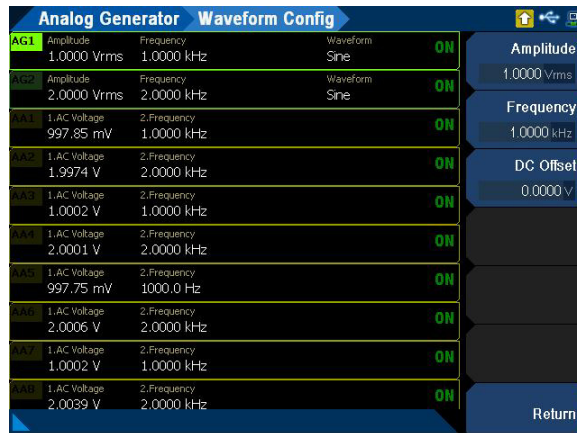 Analog Generator Waveform Config
AG1 Amplitude Frequency Waveform
1.0000 Vrms 1.0000 kHz Sine ON
AG2 Amplitude Frequency Waveform
2.0000 Vrms 2.0000 kHz Sine ON
AA1 1.AC Voltage 2.Frequency
997.85 mV 1.0000 kHz ON
AA2 1.AC Voltage 2.Frequency
1.9974 V 2.0000 kHz ON
AA3 1.AC Voltage 2.Frequency
1.0002 V 1.0000 kHz ON
AA4 1.AC Voltage 2.Frequency
2.0001 V 2.0000 kHz ON
AA5 1.AC Voltage 2.Frequency
997.75 mV 1000.0 Hz ON
AA6 1.AC Voltage 2.Frequency
2.0006 V 2.0000 kHz ON
AA7 1.AC Voltage 2.Frequency
1.0002 V 1.0000 kHz ON
AA8 1.AC Voltage 2.Frequency
2.0039 V 2.0000 kHz ON
Amplitude
1.0000 Vrms
Frequency
1.0000 kHz
DC Offset
0.0000 V
Return